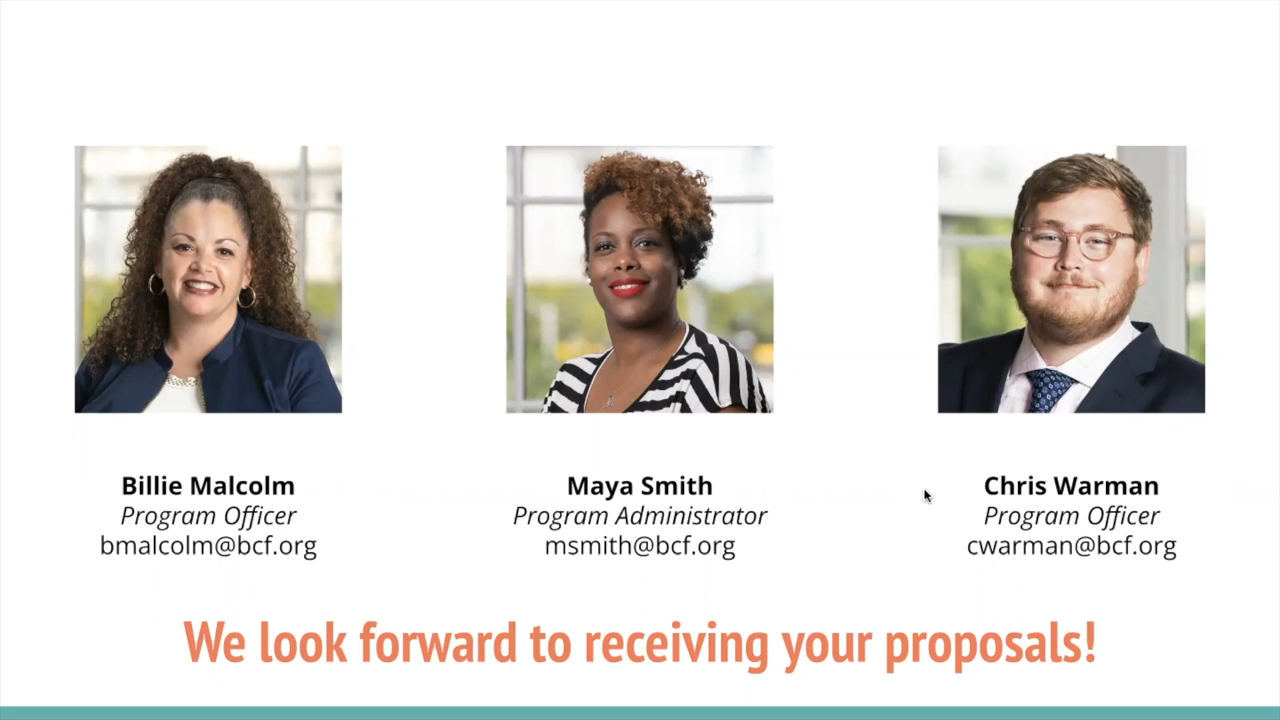 Billie Malcolm
Program Officer
bmalcolm@bcf.org
Maya Smith
Program Administrator
msmith@bcf.org
Chris Warman
Program Officer
cwarman@bcf.org
We look forward to receiving your proposals!